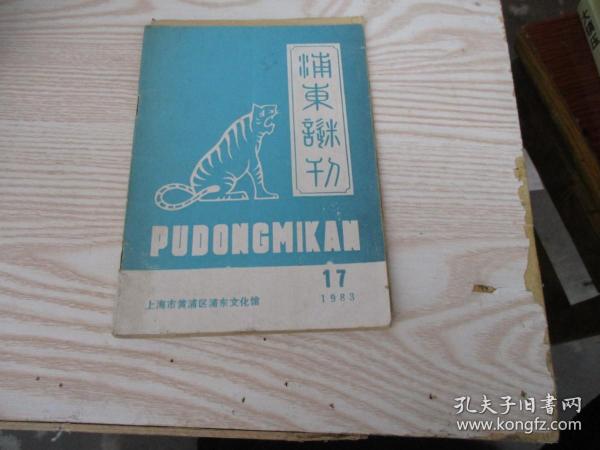 浦東謎刊
PUDONGMIKAN
17
1983
上海市黄浦区浦东文化馆
孔夫子旧书网
www.kongfz.com